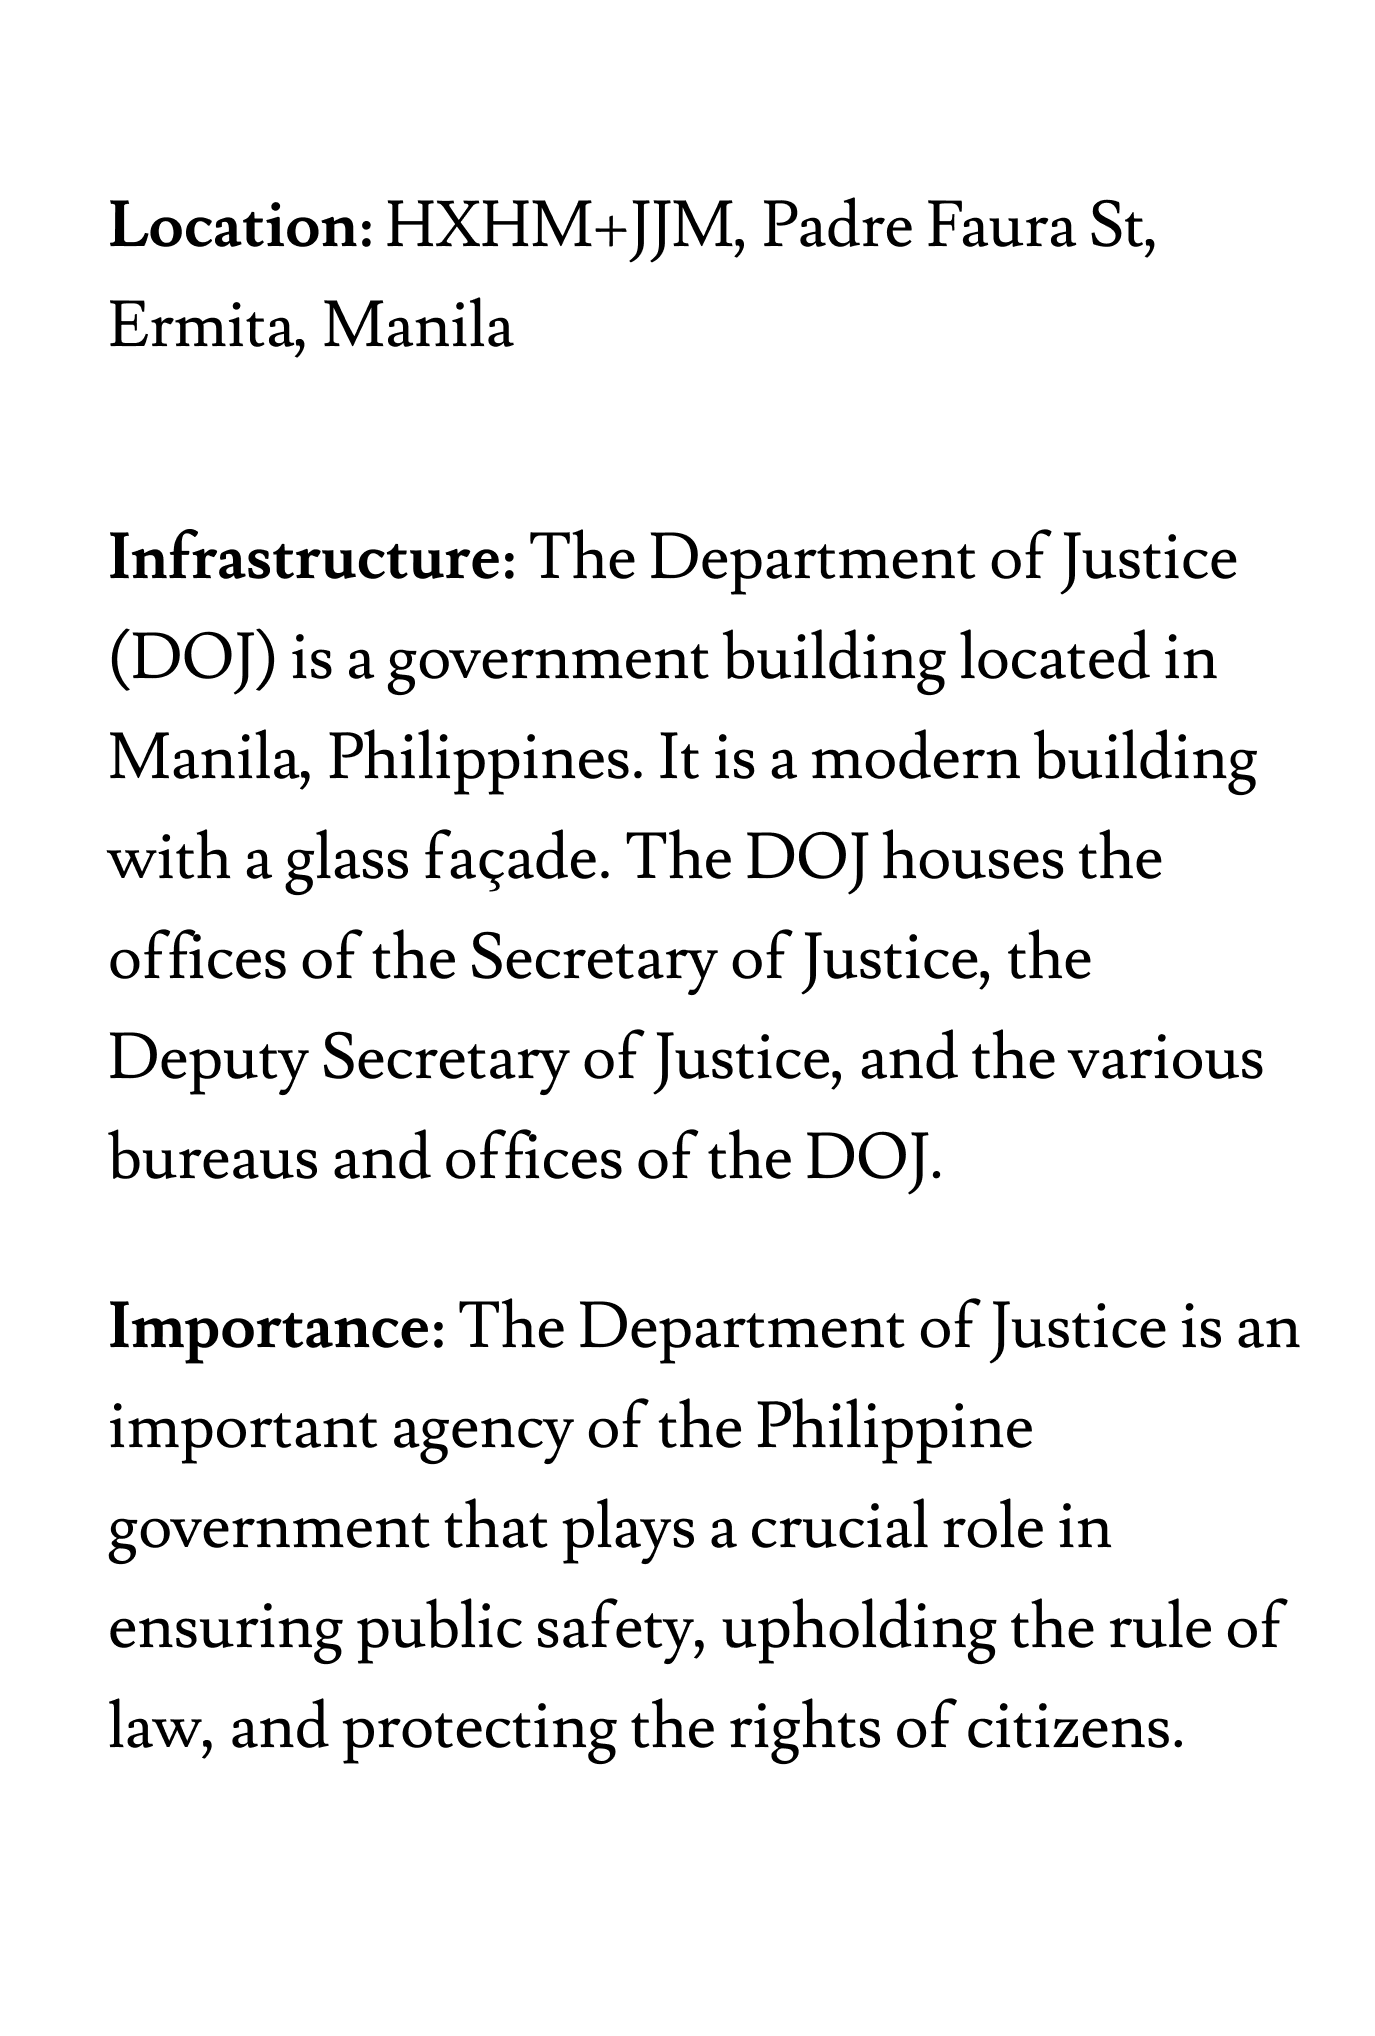 Location: HXHM+JJM, Padre Faura St,
Ermita, Manila
Infrastructure: The Department of Justice
(DOJ) is a government building located in
Manila, Philippines. It is a modern building
with a glass façade. The DOJ houses the
offices of the Secretary of Justice, the
Deputy Secretary of Justice, and the various
bureaus and offices of the DOJ.
Importance: The Department of Justice is an
important agency of the Philippine
government that plays a crucial role in
ensuring public safety, upholding the rule of
law, and protecting the rights of citizens.